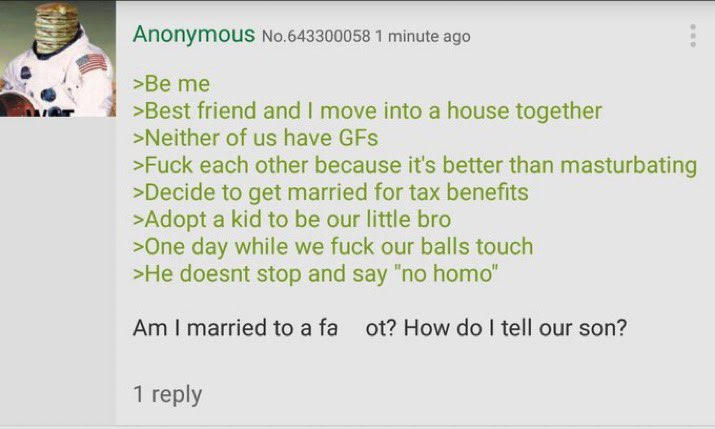 Anonymous No.643300058 1 minute ago
>Be me
>Best friend and I move into a house together
>Neither of us have GFs
>Fuck each other because it's better than masturbating
>Decide to get married for tax benefits
>Adopt a kid to be our little bro
>One day while we fuck our balls touch
>He doesnt stop and say "no homo"
Am I married to a fa ot? How do I tell our son?
1 reply